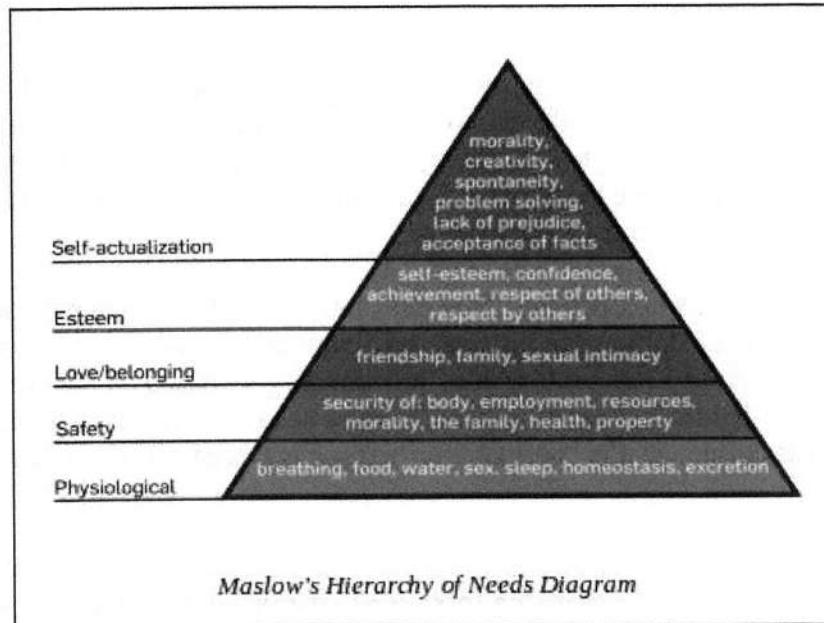 morality,
creativity,
spontaneity,
problem solving,
lack of prejudice,
acceptance of facts
Self-actualization
self-esteem, confidence,
achievement, respect of others,
respect by others
Esteem
friendship, family, sexual intimacy
Love/belonging
security of: body, employment, resources,
morality, the family, health, property
Safety
breathing, food, water, sex, sleep, homeostasis, excretion
Physiological
Maslow's Hierarchy of Needs Diagram